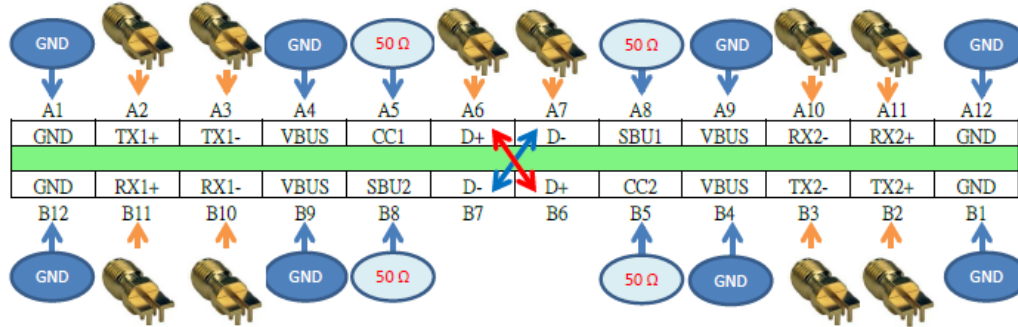 GND GND 50 Ω 50 Ω GND GND
A1 A2 A3 A4 A5 A6 A7 A8 A9 A10 A11 A12
GND TX1+ TX1- VBUS CC1 D+ D- SBU1 VBUS RX2- RX2+ GND
GND RX1+ RX1- VBUS SBU2 D- D+ CC2 VBUS TX2- TX2+ GND
B12 B11 B10 B9 B8 B7 B6 B5 B4 B3 B2 B1
GND GND 50 Ω 50 Ω GND GND